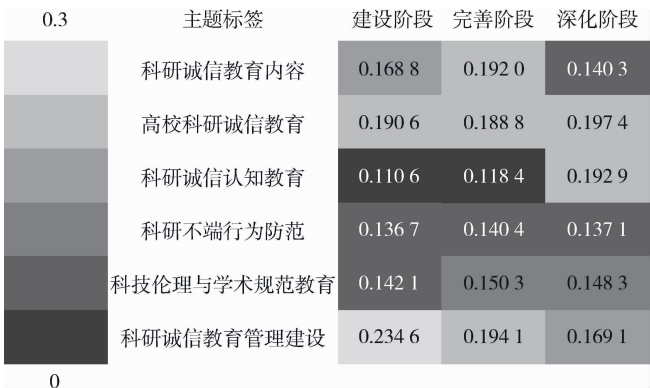 0.3 主题标签 建设阶段 完善阶段 深化阶段
科研诚信教育内容 0.168 8 0.192 0 0.140 3
高校科研诚信教育 0.190 6 0.188 8 0.197 4
科研诚信认知教育 0.110 6 0.118 4 0.192 9
科研不端行为防范 0.136 7 0.140 4 0.137 1
科技伦理与学术规范教育 0.142 1 0.150 3 0.148 3
科研诚信教育管理建设 0.234 6 0.194 1 0.169 1
0